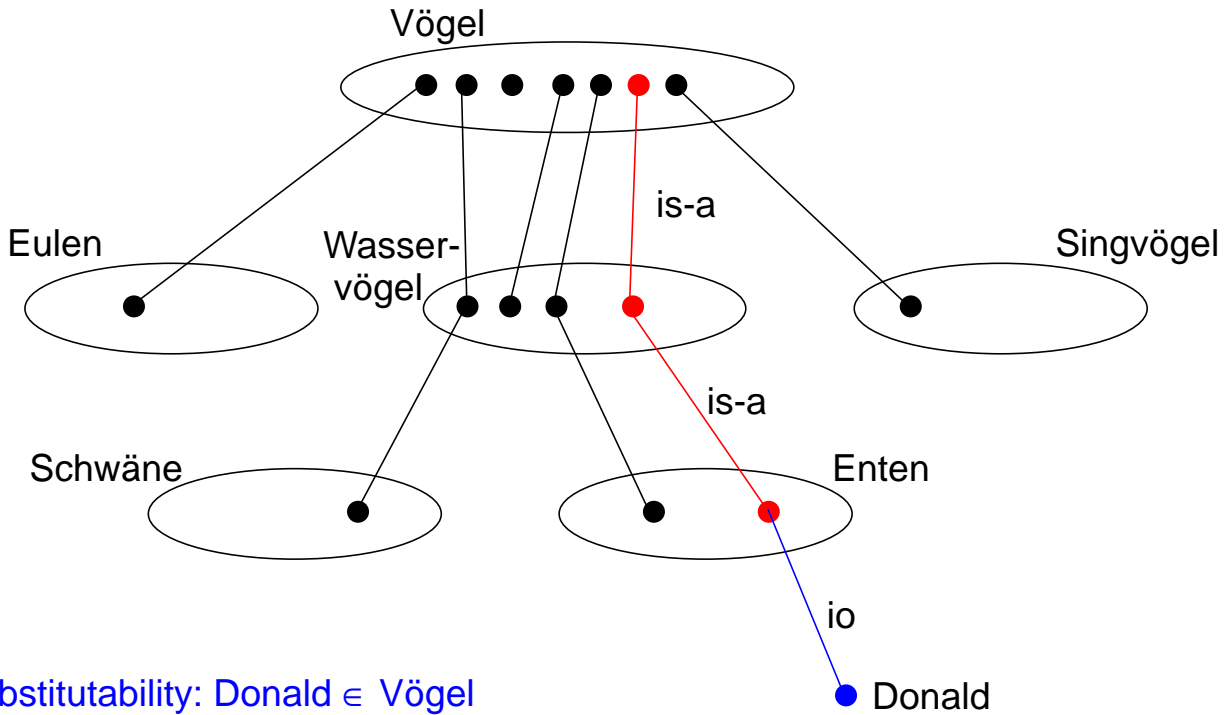 Vögel
is-a
Eulen
Wasser-
vögel
Singvögel
is-a
Schwäne
Enten
io
bstitutability: Donald ∈ Vögel
Donald